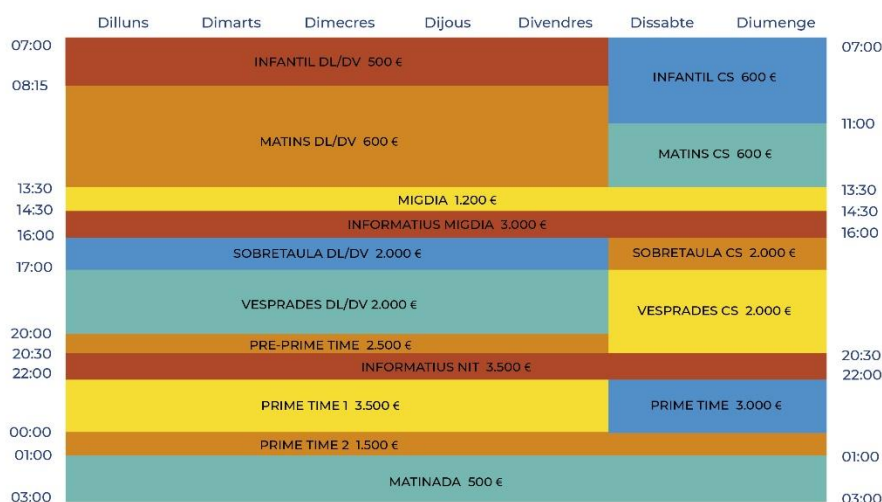 Dilluns Dimarts Dimecres Dijous Divendres Dissabte Diumenge
07:00 07:00
INFANTIL DL/DV 500 €
INFANTIL CS 600 €
08:15
11:00
MATINS DL/DV 600 €
MATINS CS 600 €
13:30 13:30
MIGDIA 1.200 €
14:30 14:30
INFORMATIUS MIGDIA 3.000 €
16:00 16:00
SOBRETAULA DL/DV 2.000 € SOBRETAULA CS 2.000 €
17:00
VESPRADES DL/DV 2.000 € VESPRADES CS 2.000 €
20:00
PRE-PRIME TIME 2.500 €
20:30 20:30
INFORMATIUS NIT 3.500 €
22:00 22:00
PRIME TIME 1 3.500 € PRIME TIME 3.000 €
00:00
PRIME TIME 2 1.500 €
01:00 01:00
MATINADA 500 €
03:00 03:00